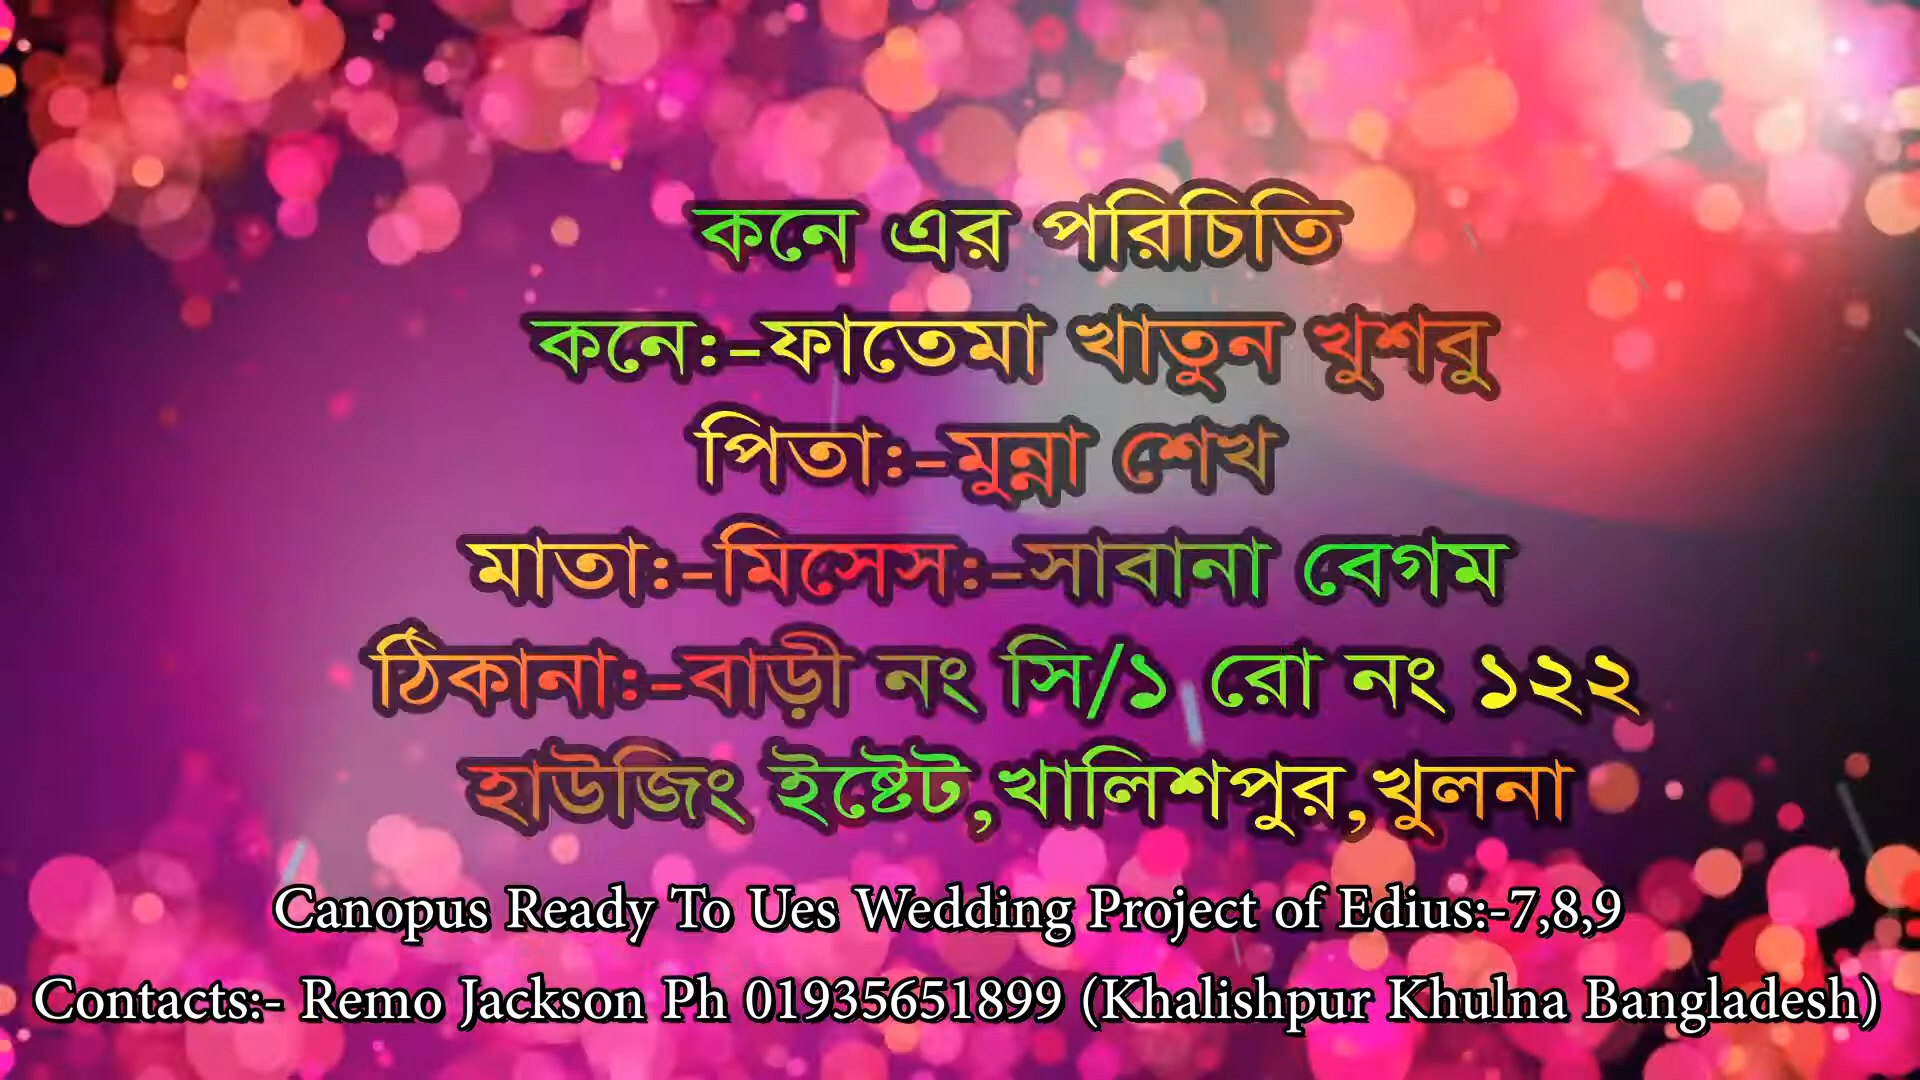 কনে এর পরিচিতি
কনে:-ফাতেমা খাতুন খুশবু
পিতা:-মুন্না শেখ
মাতা:-মিসেস:-সাবানা বেগম
ঠিকানা:-বাড়ী নং সি/১ রো নং ১২২
হাউজিং ইষ্টেট,খালিশপুর,খুলনা
Canopus Ready To Ues Wedding Project of Edius:-7,8,9
Contacts:- Remo Jackson Ph 01935651899 (Khalishpur Khulna Bangladesh)